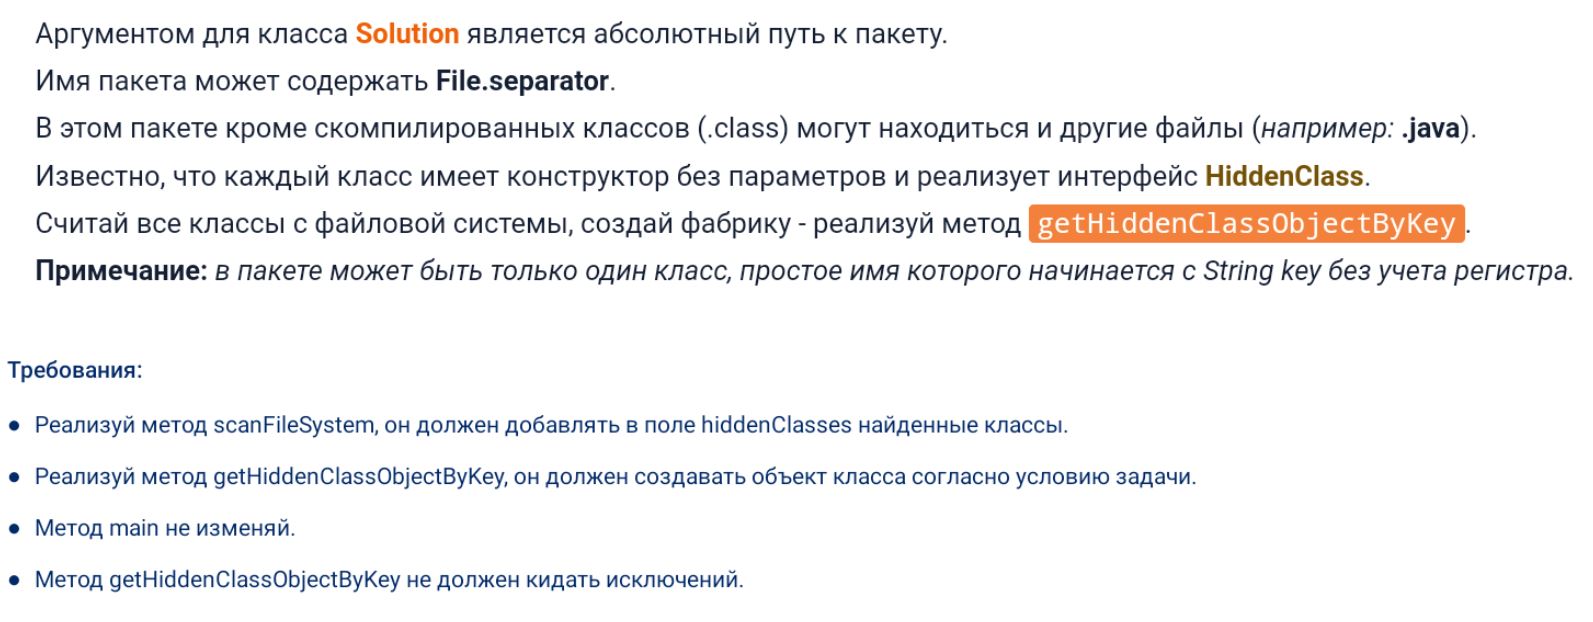 Аргументом для класса Solution является абсолютный путь к пакету.
Имя пакета может содержать File.separator.
В этом пакете кроме скомпилированных классов (.class) могут находиться и другие файлы (например: .java).
Известно, что каждый класс имеет конструктор без параметров и реализует интерфейс HiddenClass.
Считай все классы с файловой системы, создай фабрику - реализуй метод getHiddenClassObjectByKey.
Примечание: в пакете может быть только один класс, простое имя которого начинается с String key без учета регистра.
Требования:
● Реализуй метод scanFileSystem, он должен добавлять в поле hiddenClasses найденные классы.
● Реализуй метод getHiddenClassObjectByKey, он должен создавать объект класса согласно условию задачи.
● Метод main не изменяй.
● Метод getHiddenClassObjectByKey не должен кидать исключений.